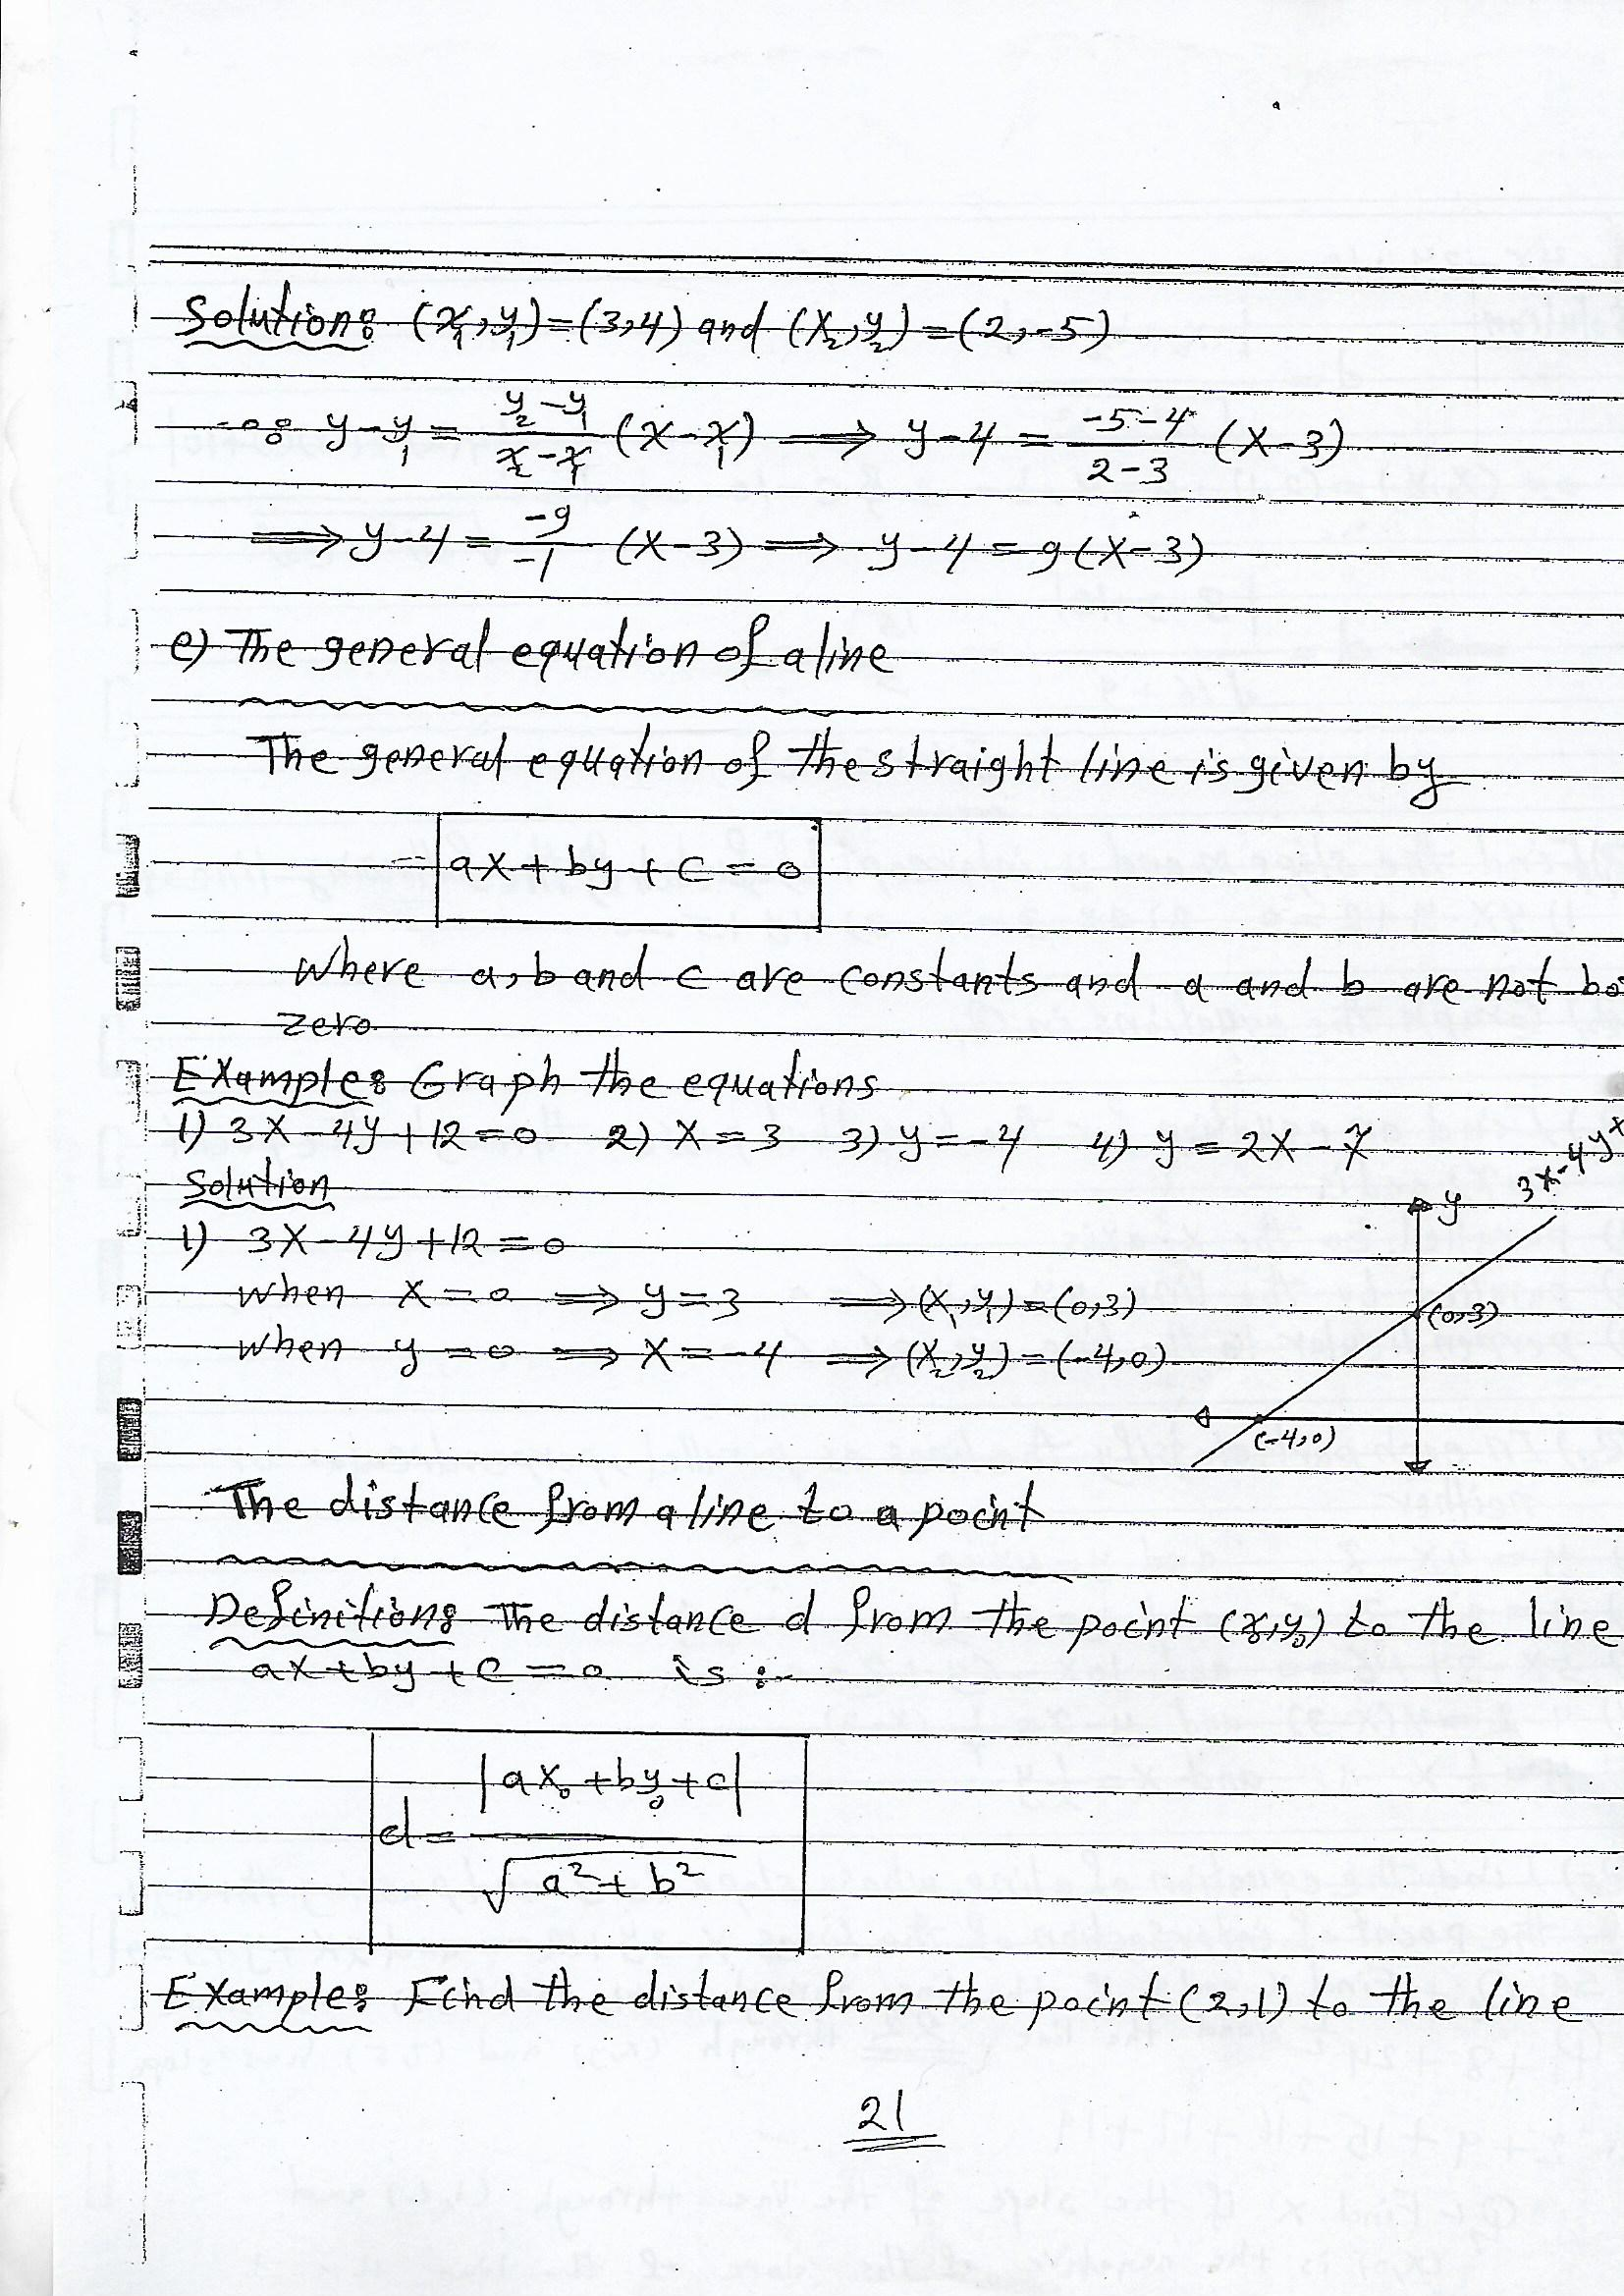 Solution: (x₁,y₁)=(3,4) and (x₂,y₂)=(2,-5)
∴ y-y₁ = (y₂-y₁)/(x₂-x₁) (x-x₁) ⟹ y-4 = (-5-4)/(2-3) (x-3)
⟹ y-4 = -9/-1 (x-3) ⟹ y-4 = 9(x-3)
e) The general equation of a line
The general equation of the straight line is given by
ax+by+c=0
where a,b and c are constants and a and b are not bo
zero
Example: Graph the equations
1) 3x-4y+12=0 2) x=3 3) y=-4 4) y=2x-7
Solution
1) 3x-4y+12=0
when x=0 ⟹ y=3 ⟹ (x₁,y₁)=(0,3)
when y=0 ⟹ x=-4 ⟹ (x₂,y₂)=(-4,0)
y
3x-4y+
(0,3)
(-4,0)
The distance from a line to a point
Definition: The distance d from the point (x₀,y₀) to the line
ax+by+c=0 is :-
d = |ax₀+by₀+c| / √(a²+b²)
Example: Find the distance from the point (2,1) to the line
21